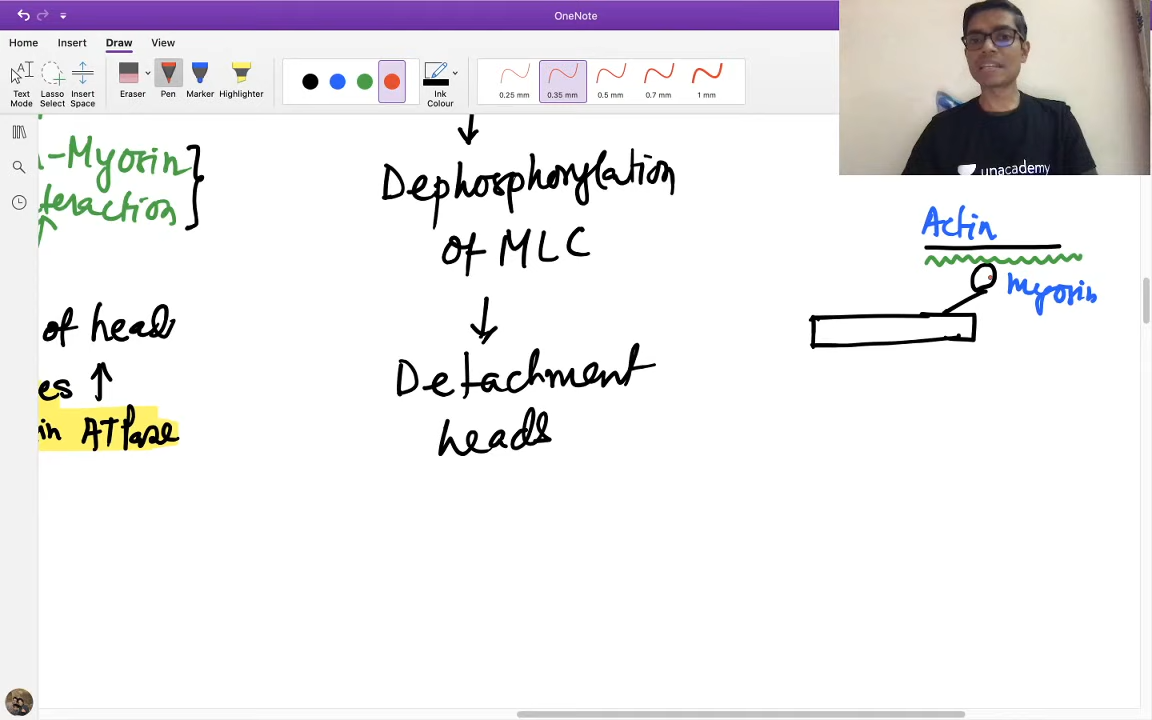 OneNote
Home Insert Draw View
Text Mode
Lasso Select
Insert Space
Eraser
Pen
Marker
Highlighter
Ink Colour
0.25 mm
0.35 mm
0.5 mm
0.7 mm
1 mm
unacademy
-Myosin
teraction
of head
es ↑
in ATPase
↓
Dephosphorylation
of MLC
↓
Detachment
heads
Actin
Myosin